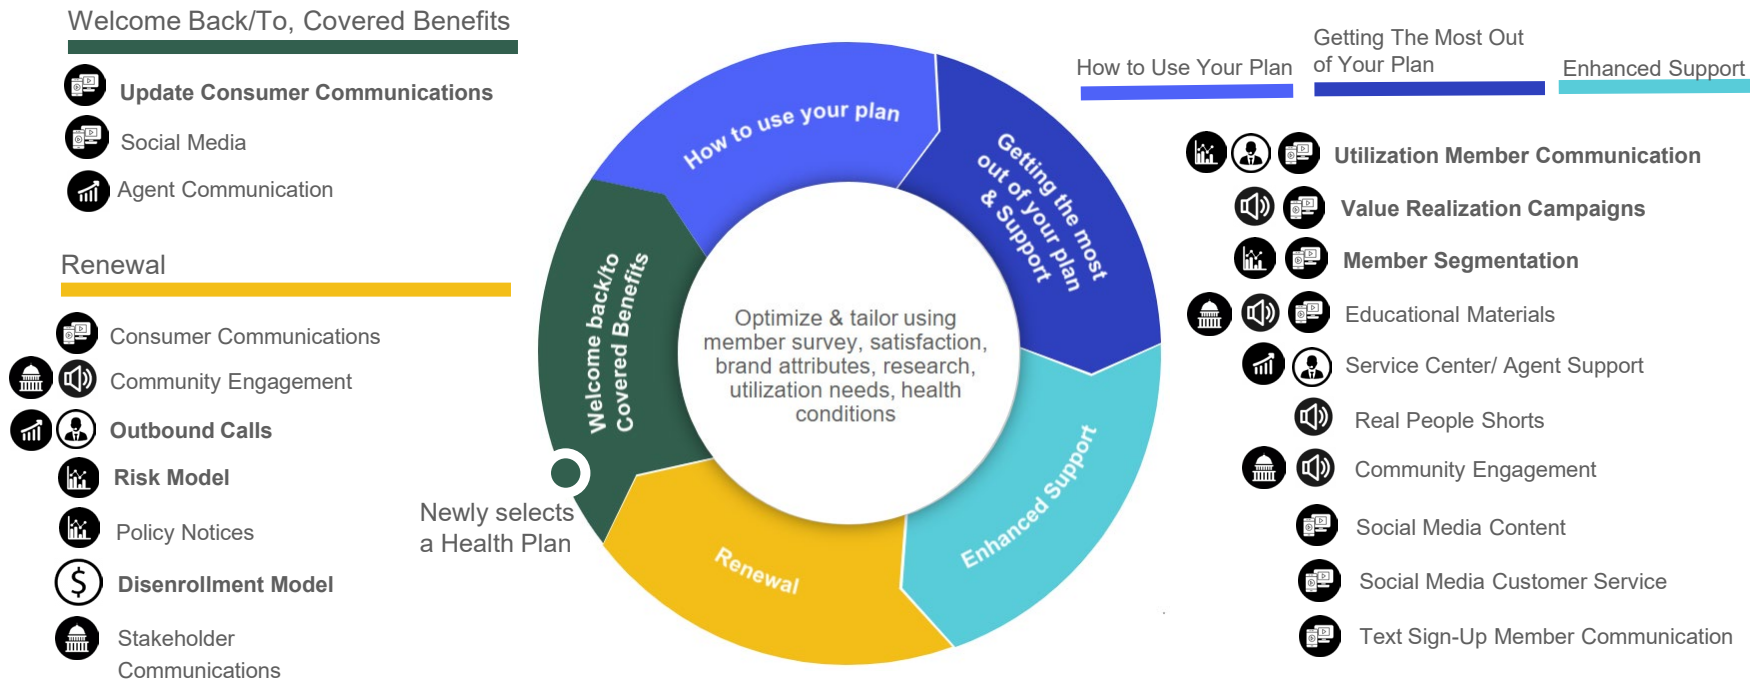 Welcome Back/To, Covered Benefits
Update Consumer Communications
Social Media
Agent Communication
Renewal
Consumer Communications
Community Engagement
Outbound Calls
Risk Model
Policy Notices
$
Disenrollment Model
Stakeholder
Communications
How to use your plan
Getting the most
out of your plan
& Support
Welcome back/to
Covered Benefits
Optimize & tailor using
member survey, satisfaction,
brand attributes, research,
utilization needs, health
conditions
Enhanced Support
Renewal
Newly selects
a Health Plan
How to Use Your Plan
Getting The Most Out
of Your Plan
Enhanced Support
Utilization Member Communication
Value Realization Campaigns
Member Segmentation
Educational Materials
Service Center/ Agent Support
Real People Shorts
Community Engagement
Social Media Content
Social Media Customer Service
Text Sign-Up Member Communication